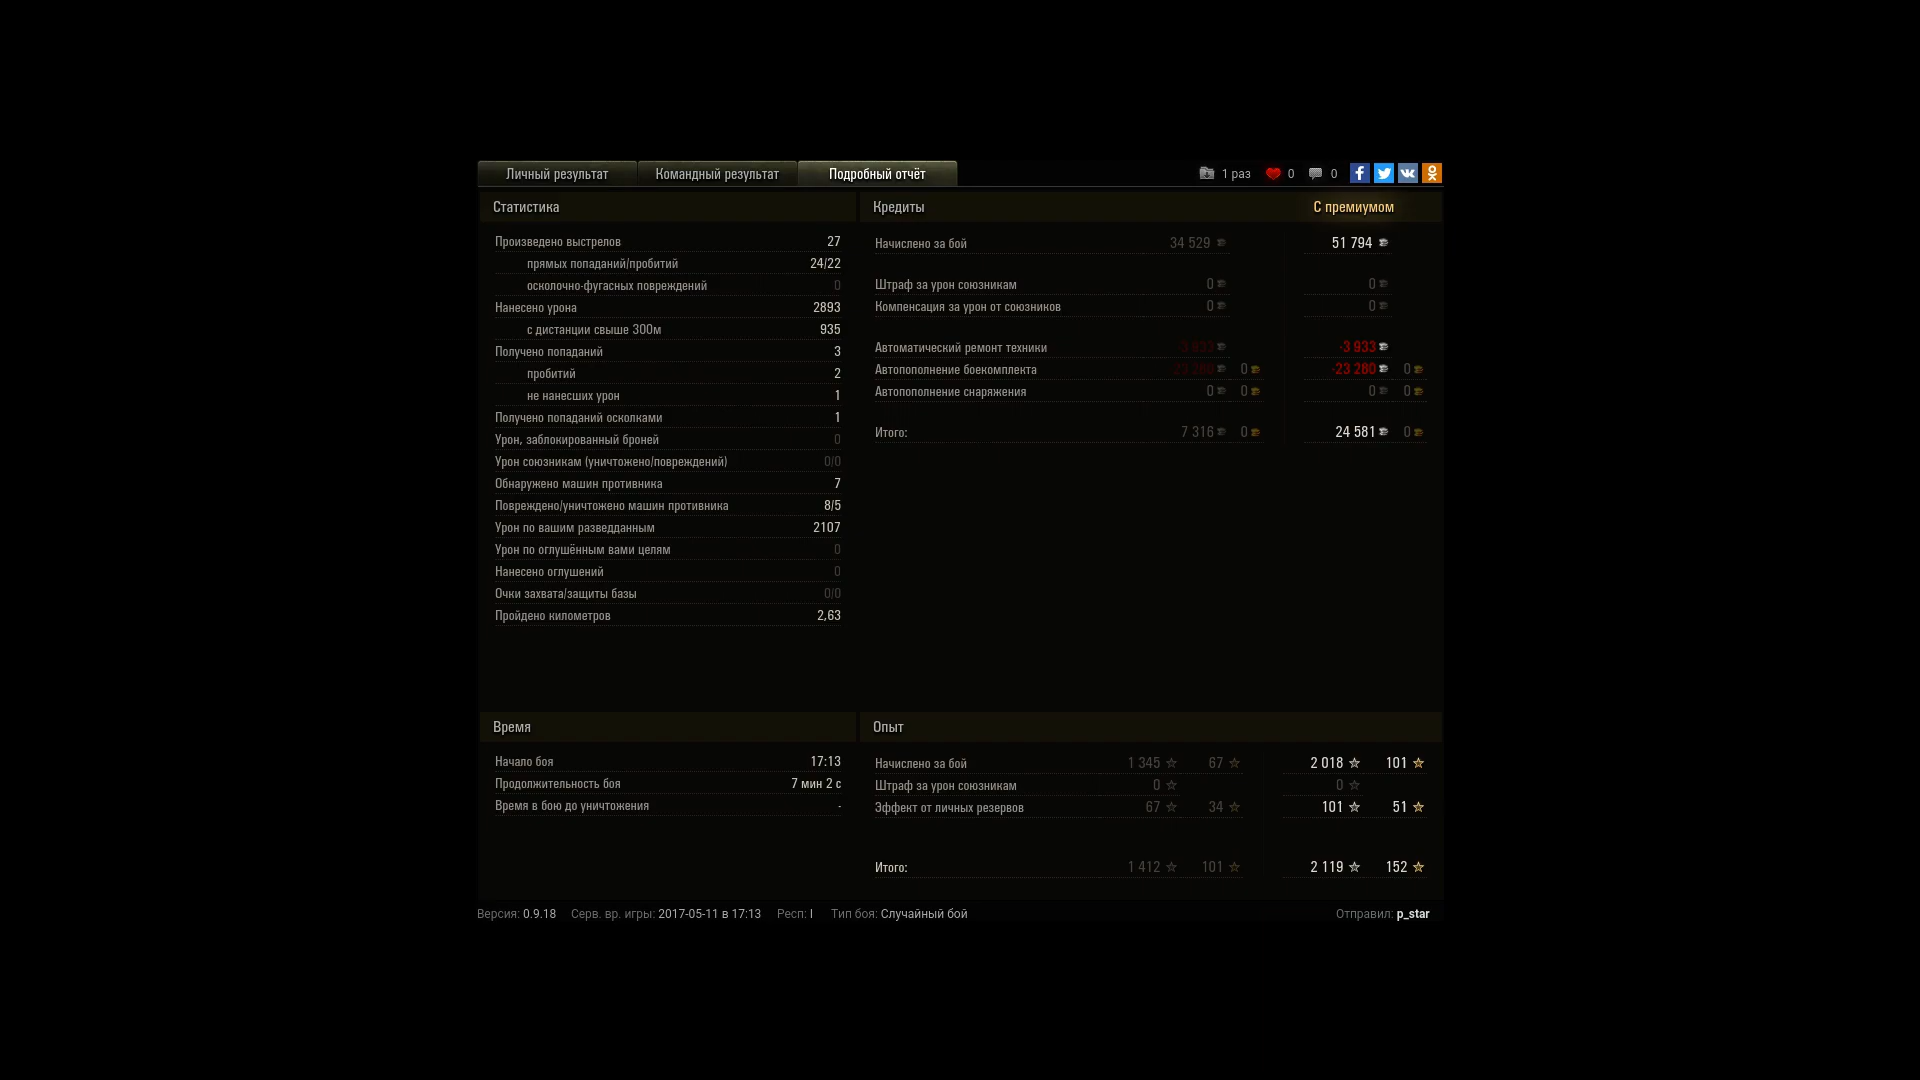 Личный результат Командный результат Подробный отчёт 1 раз 0 0
Статистика
Произведено выстрелов 27
прямых попаданий/пробитий 24/22
осколочно-фугасных повреждений 0
Нанесено урона 2893
с дистанции свыше 300м 935
Получено попаданий 3
пробитий 2
не нанесших урон 1
Получено попаданий осколками 1
Урон, заблокированный броней 0
Урон союзникам (уничтожено/повреждений) 0/0
Обнаружено машин противника 7
Повреждено/уничтожено машин противника 8/5
Урон по вашим разведданным 2107
Урон по оглушённым вами целям 0
Нанесено оглушений 0
Очки захвата/защиты базы 0/0
Пройдено километров 2,63
Кредиты С премиумом
Начислено за бой 34 529 51 794
Штраф за урон союзникам 0 0
Компенсация за урон от союзников 0 0
Автоматический ремонт техники -3 933 -3 933
Автопополнение боекомплекта -23 280 0 -23 280 0
Автопополнение снаряжения 0 0 0 0
Итого: 7 316 0 24 581 0
Время
Начало боя 17:13
Продолжительность боя 7 мин 2 с
Время в бою до уничтожения -
Опыт
Начислено за бой 1 345 67 2 018 101
Штраф за урон союзникам 0 0
Эффект от личных резервов 67 34 101 51
Итого: 1 412 101 2 119 152
Версия: 0.9.18 Серв. вр. игры: 2017-05-11 в 17:13 Респ: I Тип боя: Случайный бой Отправил: p_star